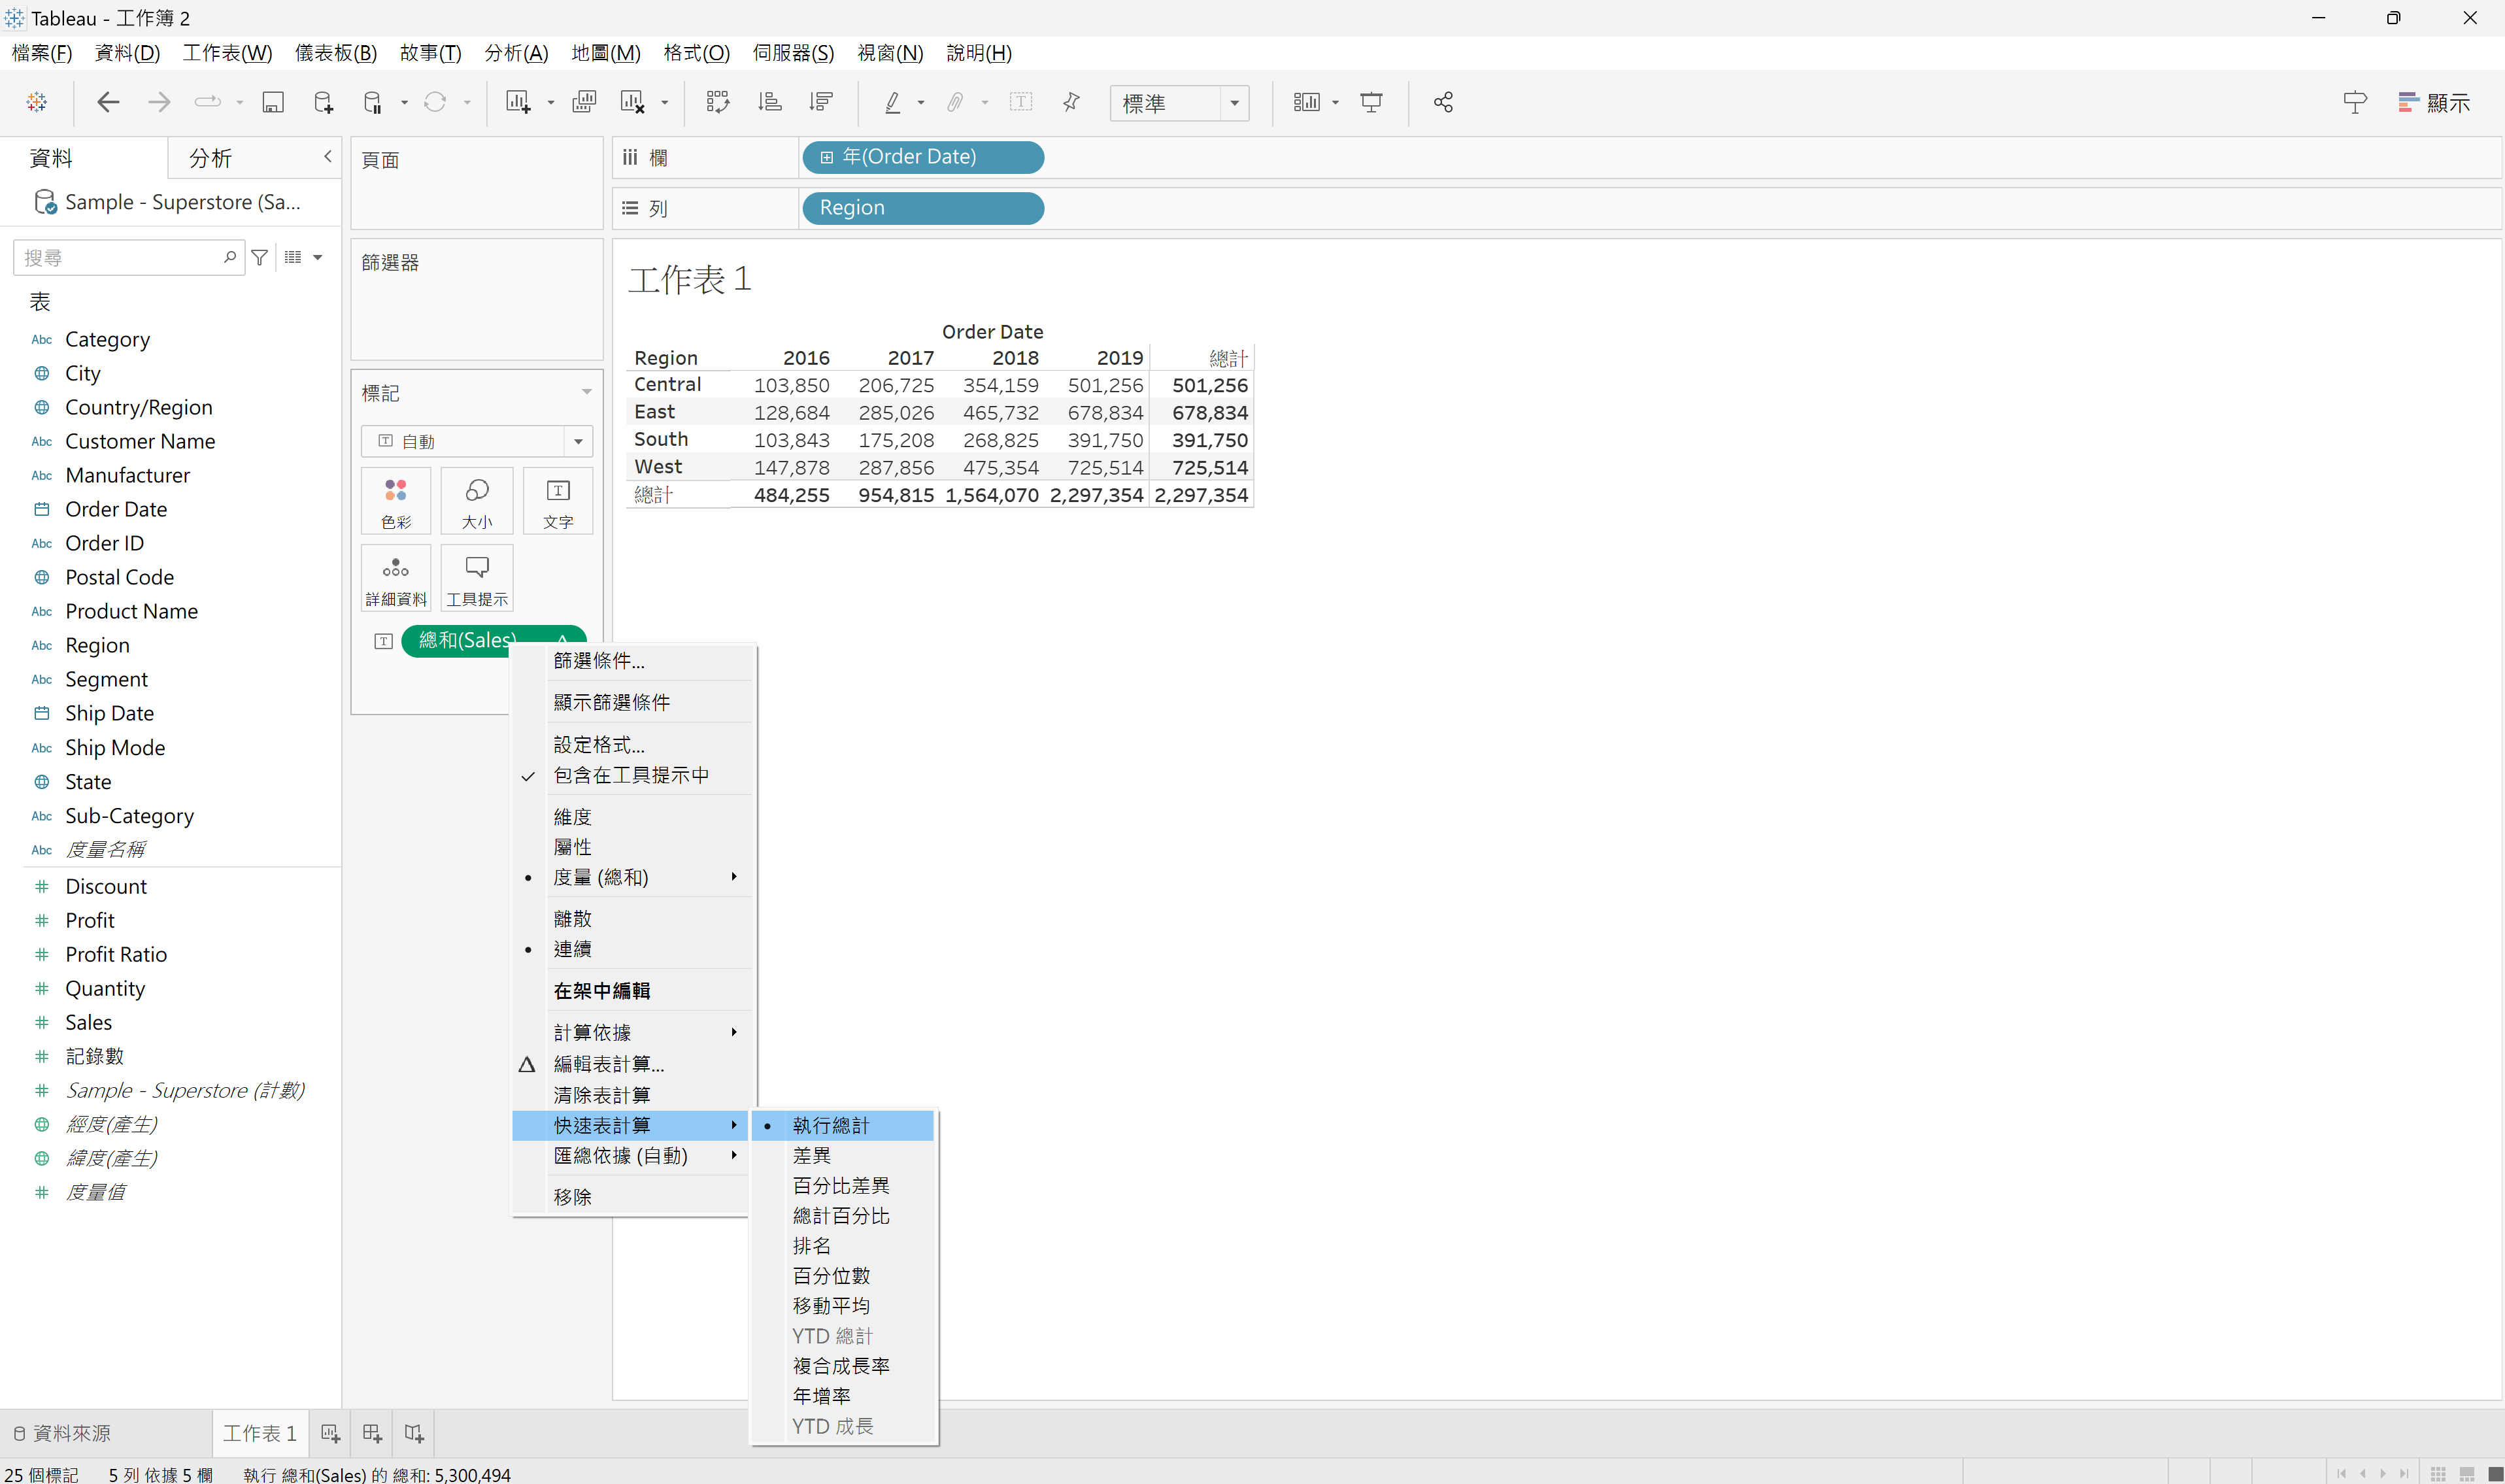 Tableau - 工作簿 2
檔案(F) 資料(D) 工作表(W) 儀表板(B) 故事(T) 分析(A) 地圖(M) 格式(O) 伺服器(S) 視窗(N) 說明(H)
標準
顯示
資料 分析
Sample - Superstore (Sa...
搜尋
表
Abc Category
City
Country/Region
Abc Customer Name
Abc Manufacturer
Order Date
Abc Order ID
Postal Code
Abc Product Name
Abc Region
Abc Segment
Ship Date
Abc Ship Mode
State
Abc Sub-Category
Abc 度量名稱
Discount
Profit
Profit Ratio
Quantity
Sales
記錄數
Sample - Superstore (計數)
經度(產生)
緯度(產生)
度量值
頁面
篩選器
標記
自動
色彩 大小 文字
詳細資料 工具提示
總和(Sales)
欄 年(Order Date)
列 Region
工作表 1
Order Date
Region 2016 2017 2018 2019 總計
Central 103,850 206,725 354,159 501,256 501,256
East 128,684 285,026 465,732 678,834 678,834
South 103,843 175,208 268,825 391,750 391,750
West 147,878 287,856 475,354 725,514 725,514
總計 484,255 954,815 1,564,070 2,297,354 2,297,354
篩選條件...
顯示篩選條件
設定格式...
包含在工具提示中
維度
屬性
度量 (總和)
離散
連續
在架中編輯
計算依據
編輯表計算...
清除表計算
快速表計算
匯總依據 (自動)
移除
執行總計
差異
百分比差異
總計百分比
排名
百分位數
移動平均
YTD 總計
複合成長率
年增率
YTD 成長
資料來源 工作表 1
25 個標記 5 列 依據 5 欄 執行 總和(Sales) 的 總和: 5,300,494